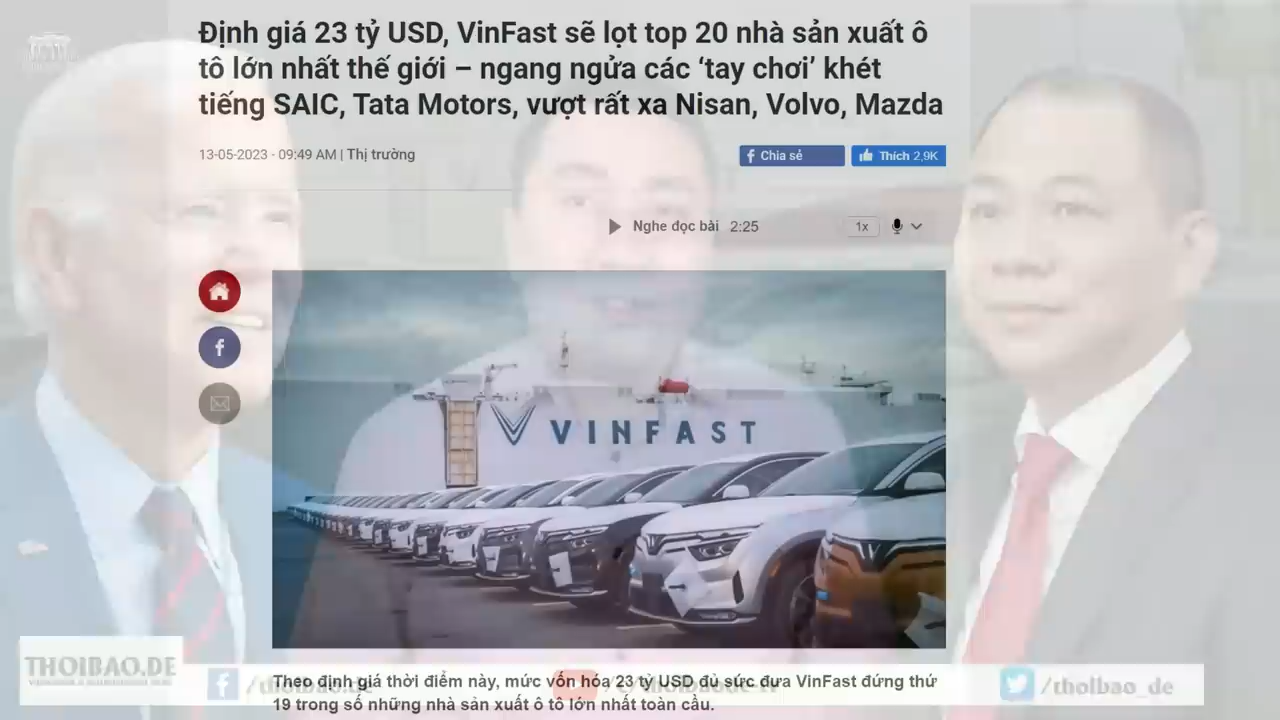 Định giá 23 tỷ USD, VinFast sẽ lọt top 20 nhà sản xuất ô
tô lớn nhất thế giới – ngang ngửa các ‘tay chơi’ khét
tiếng SAIC, Tata Motors, vượt rất xa Nisan, Volvo, Mazda
13-05-2023 - 09:49 AM | Thị trường
Chia sẻ
Thích 2,9K
Nghe đọc bài 2:25
1x
VINFAST
THOIBAO.DE
Theo định giá thời điểm này, mức vốn hóa 23 tỷ USD đủ sức đưa VinFast đứng thứ
19 trong số những nhà sản xuất ô tô lớn nhất toàn cầu.
/thoibao_de